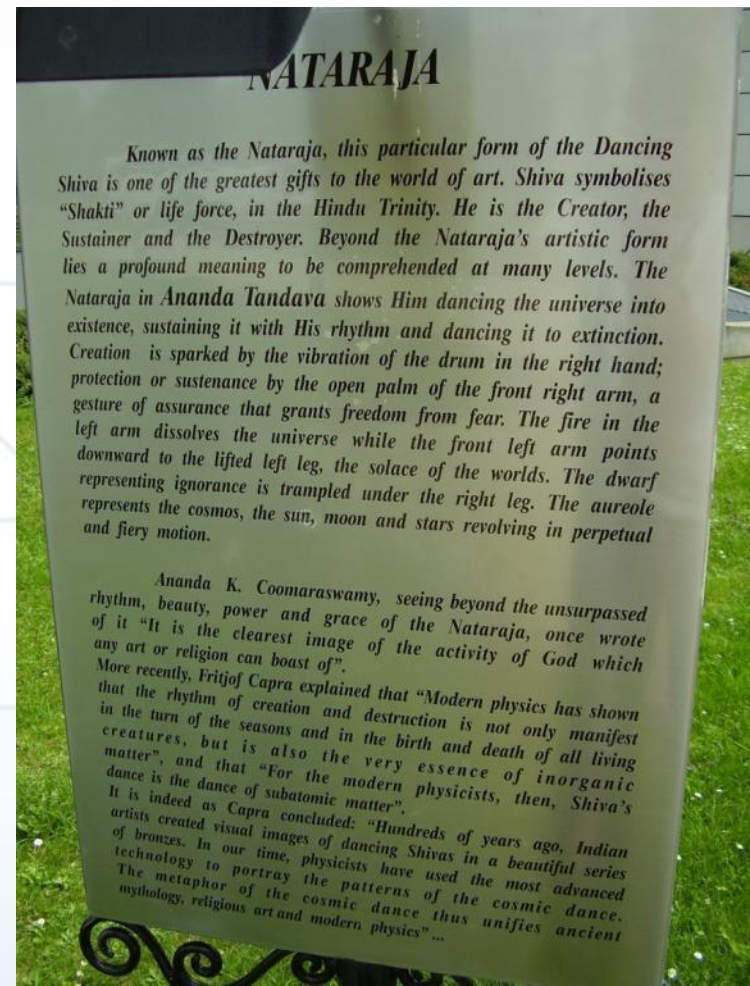 NATARAJA
Known as the Nataraja, this particular form of the Dancing
Shiva is one of the greatest gifts to the world of art. Shiva symbolises
“Shakti” or life force, in the Hindu Trinity. He is the Creator, the
Sustainer and the Destroyer. Beyond the Nataraja’s artistic form
lies a profound meaning to be comprehended at many levels. The
Nataraja in Ananda Tandava shows Him dancing the universe into
existence, sustaining it with His rhythm and dancing it to extinction.
Creation is sparked by the vibration of the drum in the right hand;
protection or sustenance by the open palm of the front right arm, a
gesture of assurance that grants freedom from fear. The fire in the
left arm dissolves the universe while the front left arm points
downward to the lifted left leg, the solace of the worlds. The dwarf
representing ignorance is trampled under the right leg. The aureole
represents the cosmos, the sun, moon and stars revolving in perpetual
and fiery motion.
Ananda K. Coomaraswamy, seeing beyond the unsurpassed
rhythm, beauty, power and grace of the Nataraja, once wrote
of it “It is the clearest image of the activity of God which
any art or religion can boast of”.
More recently, Fritjof Capra explained that “Modern physics has shown
that the rhythm of creation and destruction is not only manifest
in the turn of the seasons and in the birth and death of all living
creatures, but is also the very essence of inorganic
matter”, and that “For the modern physicists, then, Shiva’s
dance is the dance of subatomic matter”.
It is indeed as Capra concluded: “Hundreds of years ago, Indian
artists created visual images of dancing Shivas in a beautiful series
of bronzes. In our time, physicists have used the most advanced
technology to portray the patterns of the cosmic dance.
The metaphor of the cosmic dance thus unifies ancient
mythology, religious art and modern physics” ...